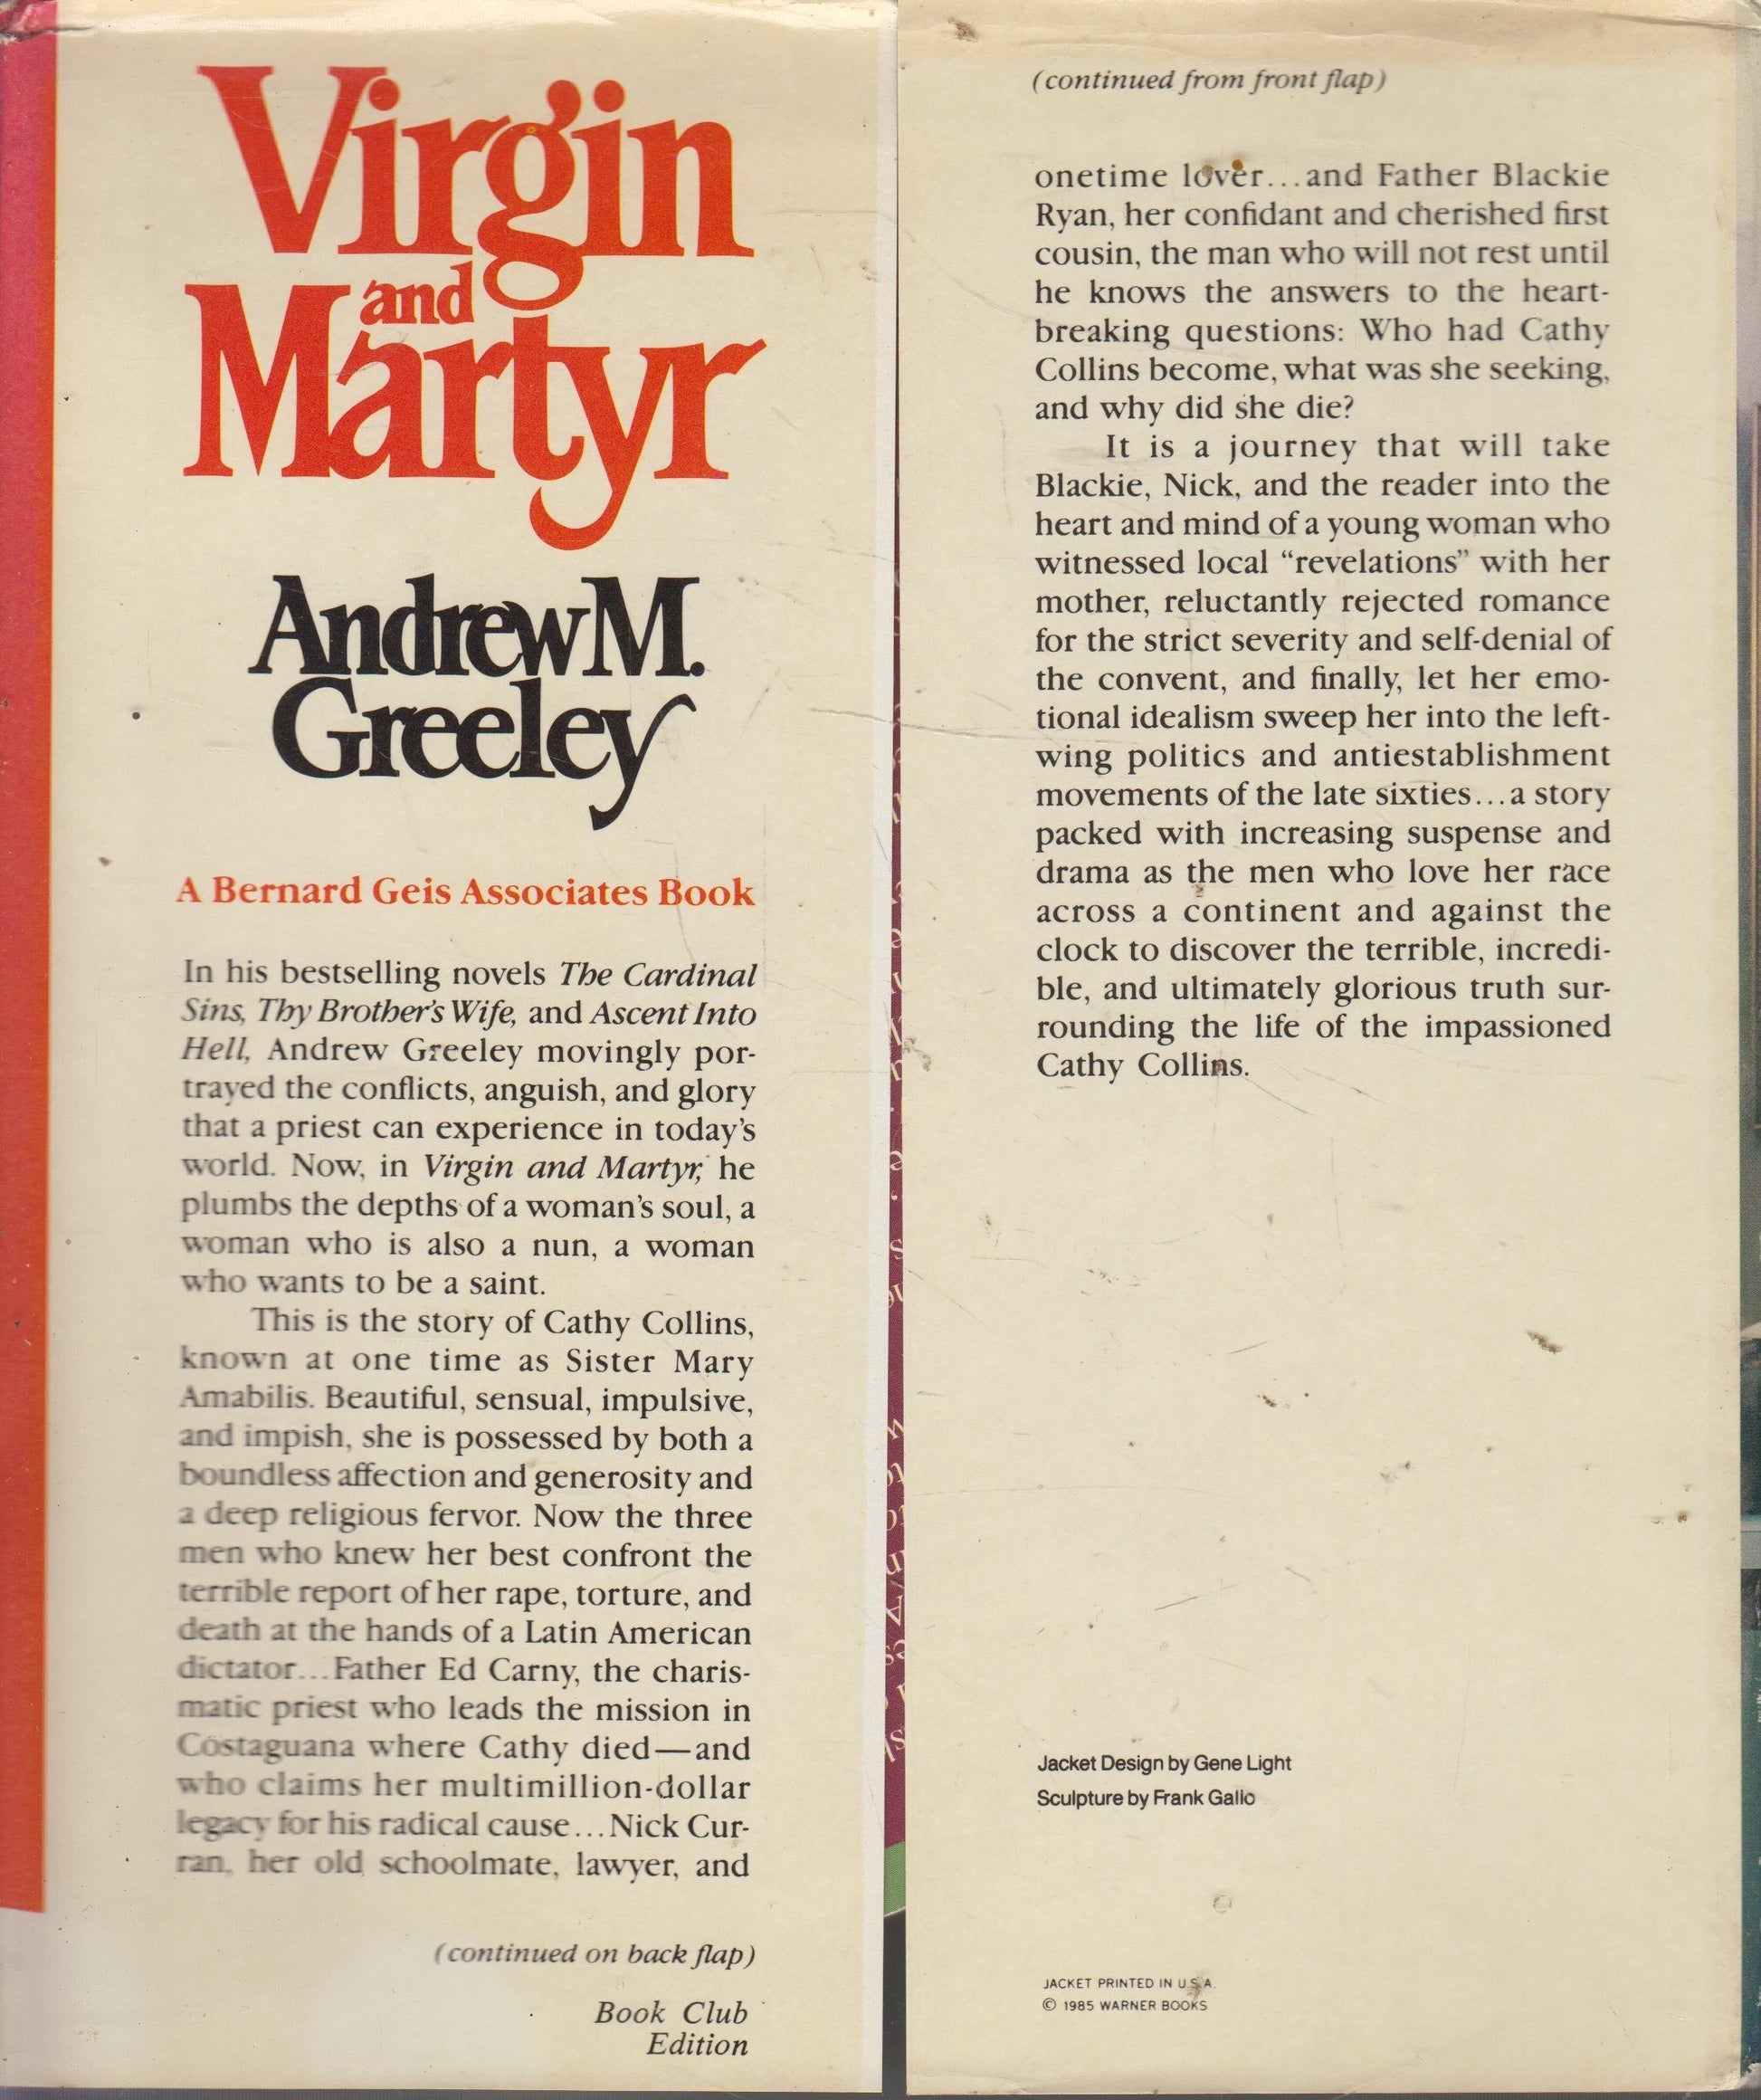 Virgin
and
Martyr
Andrew M.
Greeley
A Bernard Geis Associates Book
In his bestselling novels The Cardinal
Sins, Thy Brother's Wife, and Ascent Into
Hell, Andrew Greeley movingly por-
trayed the conflicts, anguish, and glory
that a priest can experience in today's
world. Now, in Virgin and Martyr, he
plumbs the depths of a woman's soul, a
woman who is also a nun, a woman
who wants to be a saint.
This is the story of Cathy Collins,
known at one time as Sister Mary
Amabilis. Beautiful, sensual, impulsive,
and impish, she is possessed by both a
boundless affection and generosity and
a deep religious fervor. Now the three
men who knew her best confront the
terrible report of her rape, torture, and
death at the hands of a Latin American
dictator...Father Ed Carny, the charis-
matic priest who leads the mission in
Costaguana where Cathy died—and
who claims her multimillion-dollar
legacy for his radical cause...Nick Cur-
ran, her old schoolmate, lawyer, and
(continued on back flap)
Book Club
Edition
(continued from front flap)
onetime lover...and Father Blackie
Ryan, her confidant and cherished first
cousin, the man who will not rest until
he knows the answers to the heart-
breaking questions: Who had Cathy
Collins become, what was she seeking,
and why did she die?
It is a journey that will take
Blackie, Nick, and the reader into the
heart and mind of a young woman who
witnessed local “revelations” with her
mother, reluctantly rejected romance
for the strict severity and self-denial of
the convent, and finally, let her emo-
tional idealism sweep her into the left-
wing politics and antiestablishment
movements of the late sixties...a story
packed with increasing suspense and
drama as the men who love her race
across a continent and against the
clock to discover the terrible, incredi-
ble, and ultimately glorious truth sur-
rounding the life of the impassioned
Cathy Collins.
Jacket Design by Gene Light
Sculpture by Frank Gallo
JACKET PRINTED IN U.S.A.
© 1985 WARNER BOOKS